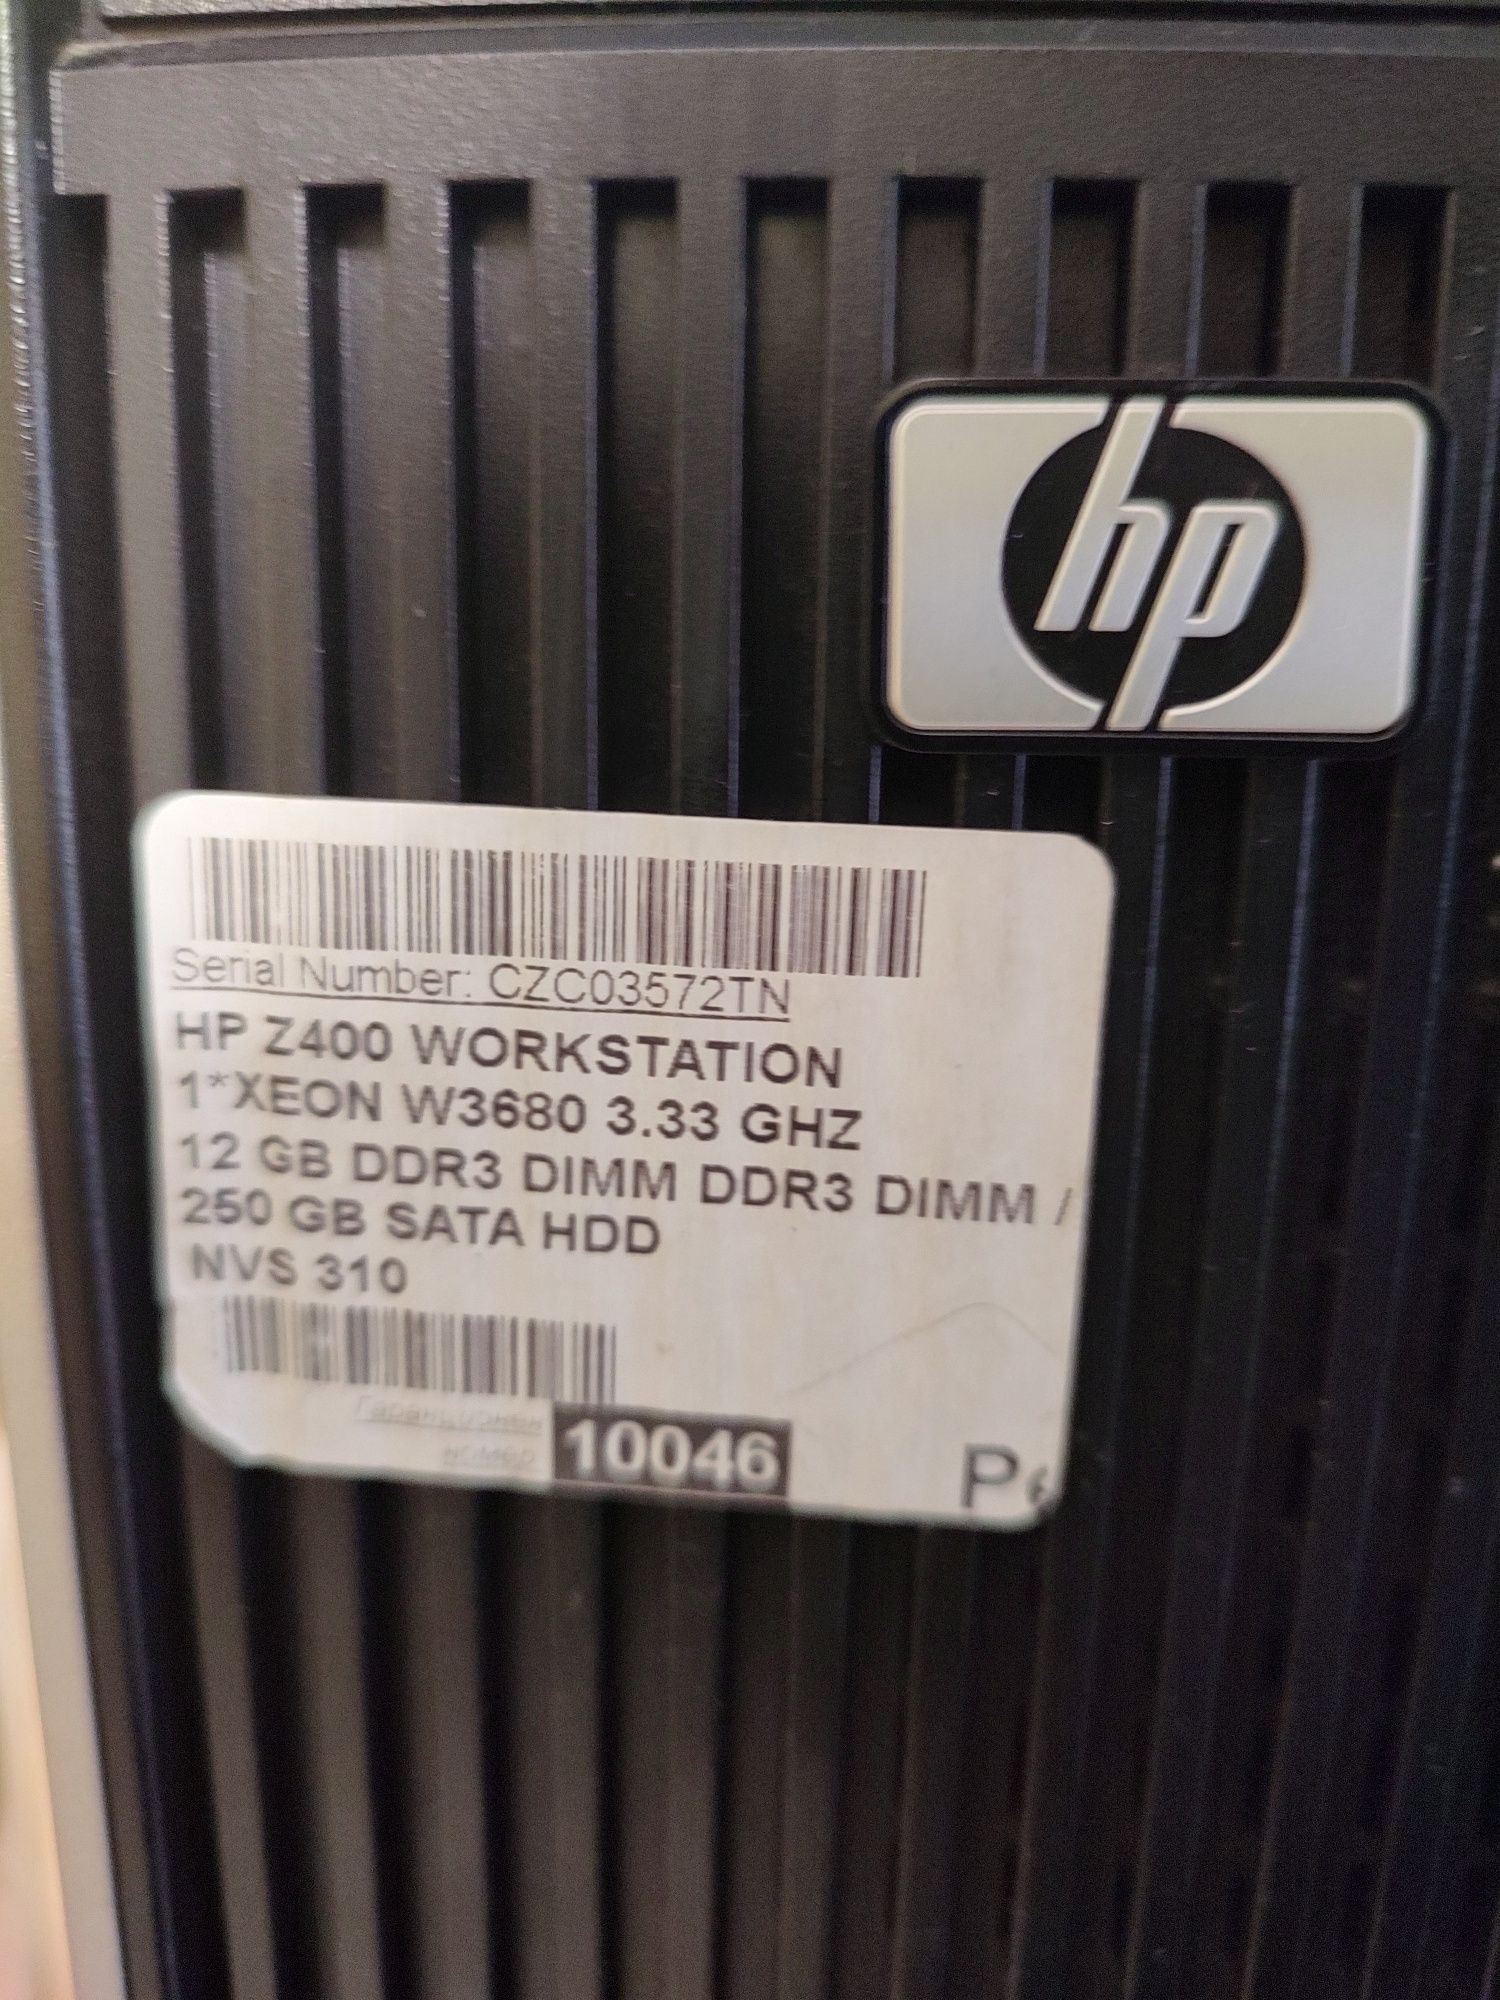 hp
Serial Number: CZC03572TN
HP Z400 WORKSTATION
1*XEON W3680 3.33 GHZ
12 GB DDR3 DIMM DDR3 DIMM /
250 GB SATA HDD
NVS 310
номер
10046
P